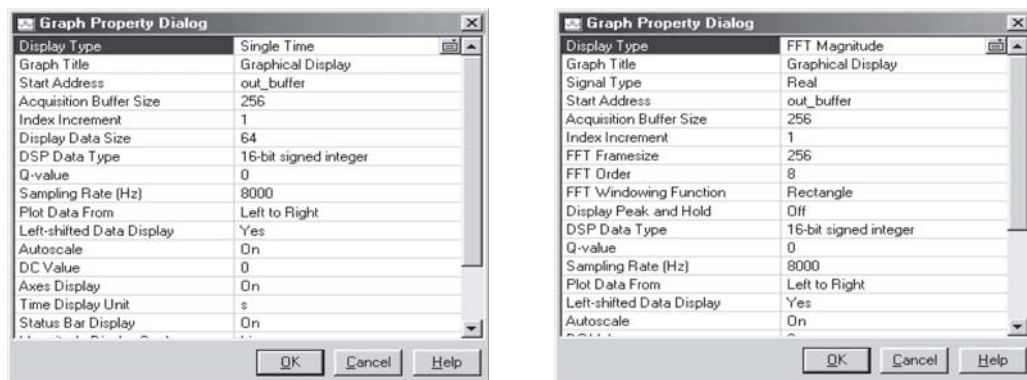 Graph Property Dialog
Display Type Single Time
Graph Title Graphical Display
Start Address out_buffer
Acquisition Buffer Size 256
Index Increment 1
Display Data Size 64
DSP Data Type 16-bit signed integer
Q-value 0
Sampling Rate (Hz) 8000
Plot Data From Left to Right
Left-shifted Data Display Yes
Autoscale On
DC Value 0
Axes Display On
Time Display Unit s
Status Bar Display On
OK Cancel Help
Graph Property Dialog
Display Type FFT Magnitude
Graph Title Graphical Display
Signal Type Real
Start Address out_buffer
Acquisition Buffer Size 256
Index Increment 1
FFT Framesize 256
FFT Order 8
FFT Windowing Function Rectangle
Display Peak and Hold Off
DSP Data Type 16-bit signed integer
Q-value 0
Sampling Rate (Hz) 8000
Plot Data From Left to Right
Left-shifted Data Display Yes
Autoscale On
OK Cancel Help